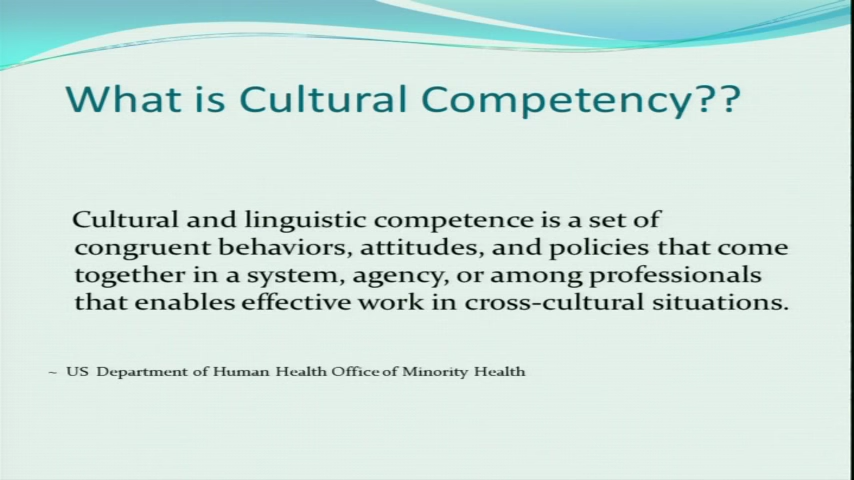 What is Cultural Competency??
Cultural and linguistic competence is a set of
congruent behaviors, attitudes, and policies that come
together in a system, agency, or among professionals
that enables effective work in cross-cultural situations.
~ US Department of Human Health Office of Minority Health